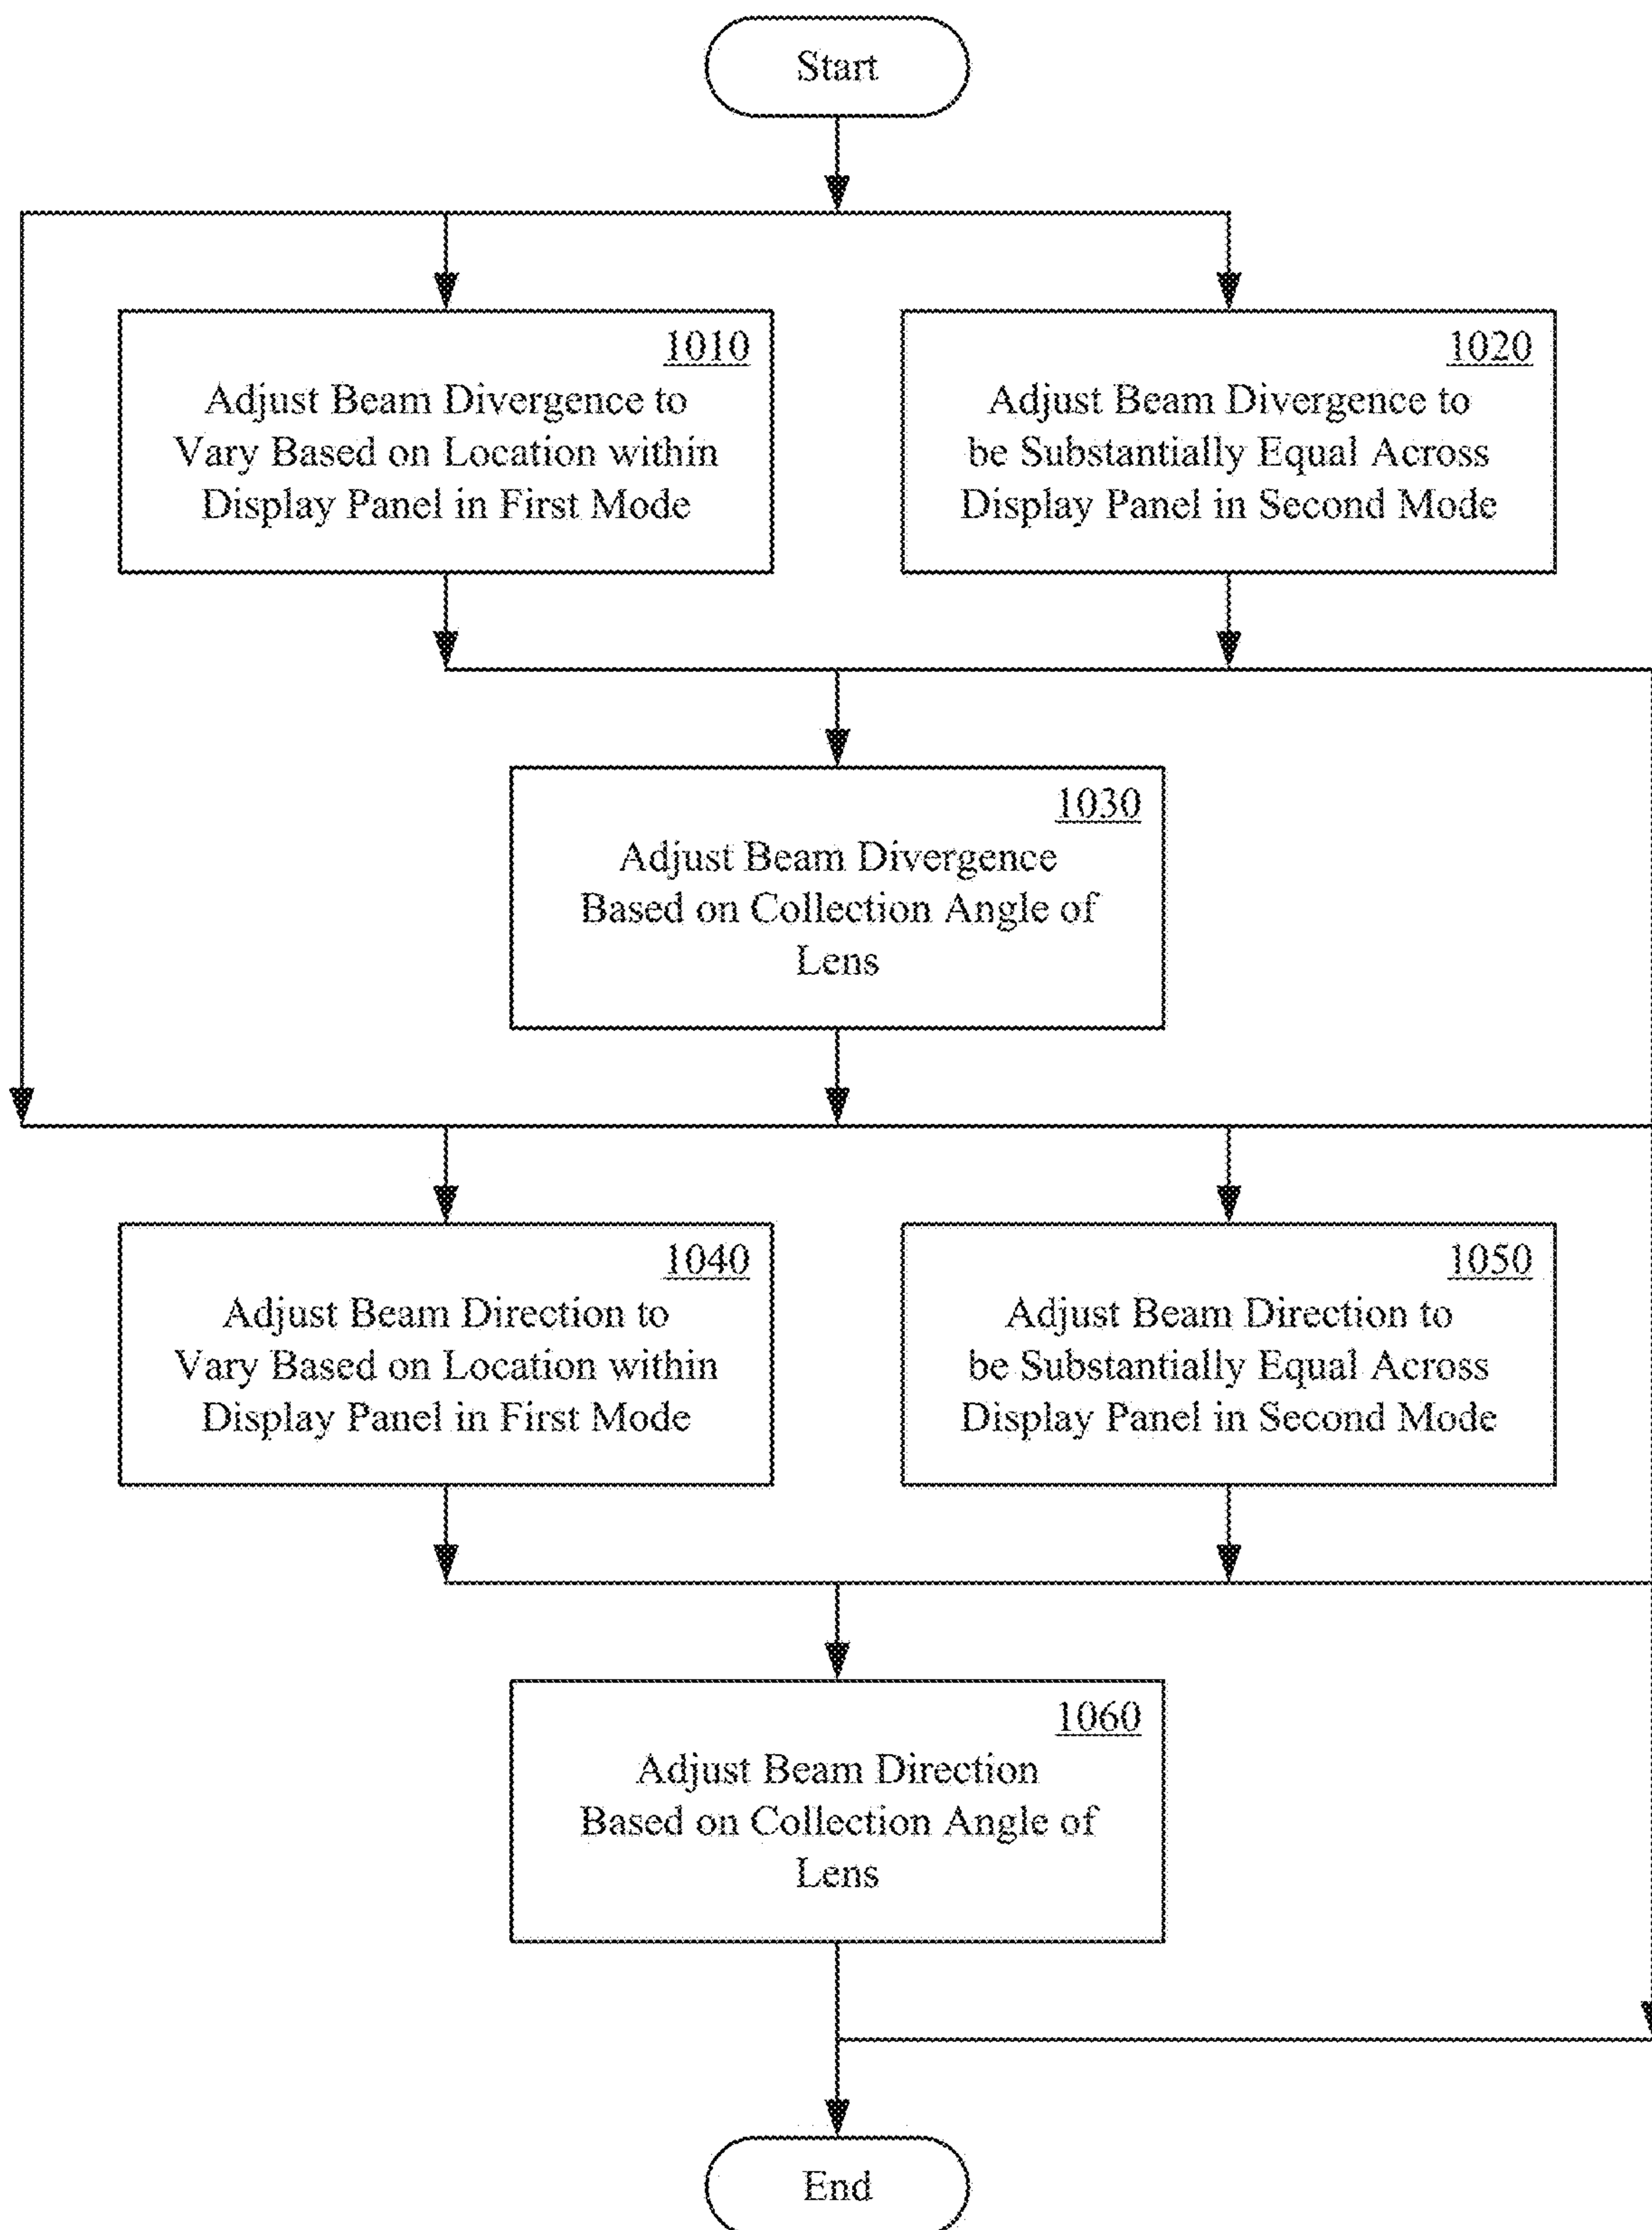 Start
1010
Adjust Beam Divergence to
Vary Based on Location within
Display Panel in First Mode
1020
Adjust Beam Divergence to
be Substantially Equal Across
Display Panel in Second Mode
1030
Adjust Beam Divergence
Based on Collection Angle of
Lens
1040
Adjust Beam Direction to
Vary Based on Location within
Display Panel in First Mode
1050
Adjust Beam Direction to
be Substantially Equal Across
Display Panel in Second Mode
1060
Adjust Beam Direction
Based on Collection Angle of
Lens
End